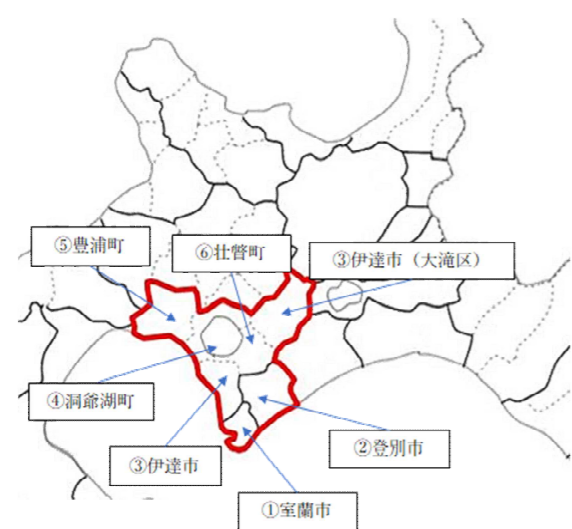 ⑤豊浦町
⑥壮瞥町
③伊達市（大滝区）
④洞爺湖町
③伊達市
②登別市
①室蘭市